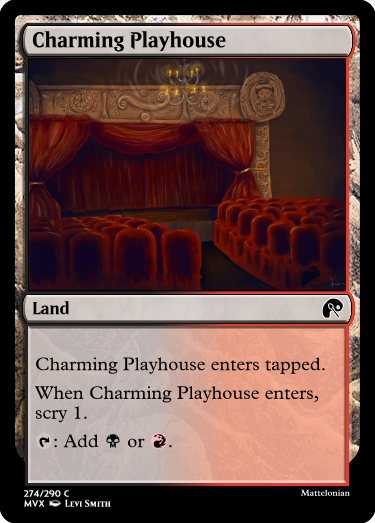 Charming Playhouse
Land
Charming Playhouse enters tapped.
When Charming Playhouse enters,
scry 1.
: Add or .
274/290 C
MVX Levi Smith
Mattelonian